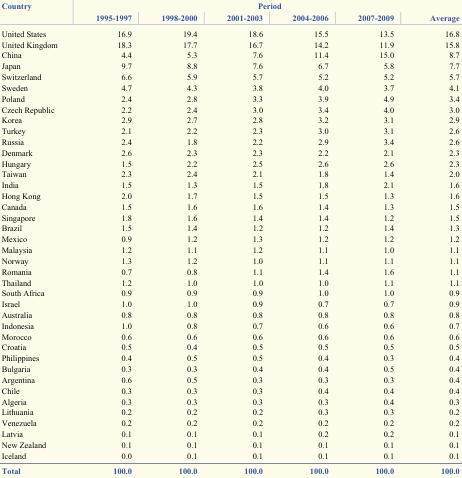 Country Period
1995-1997 1998-2000 2001-2003 2004-2006 2007-2009 Average
United States 16.9 19.4 18.6 15.5 13.5 16.8
United Kingdom 18.3 17.7 16.7 14.2 11.9 15.8
China 4.4 5.3 7.6 11.4 15.0 8.7
Japan 9.7 8.8 7.6 6.7 5.8 7.7
Switzerland 6.6 5.9 5.7 5.2 5.2 5.7
Sweden 4.7 4.3 3.8 4.0 3.7 4.1
Poland 2.4 2.8 3.3 3.9 4.9 3.4
Czech Republic 2.2 2.4 3.0 3.4 4.0 3.0
Korea 2.9 2.7 2.8 3.2 3.1 2.9
Turkey 2.1 2.2 2.3 3.0 3.1 2.6
Russia 2.4 1.8 2.2 2.9 3.4 2.6
Denmark 2.6 2.3 2.3 2.2 2.1 2.3
Hungary 1.5 2.2 2.5 2.6 2.6 2.3
Taiwan 2.3 2.4 2.1 1.8 1.4 2.0
India 1.5 1.3 1.5 1.8 2.1 1.6
Hong Kong 2.0 1.7 1.5 1.5 1.3 1.6
Canada 1.5 1.6 1.6 1.4 1.3 1.5
Singapore 1.8 1.6 1.4 1.4 1.2 1.5
Brazil 1.5 1.4 1.2 1.2 1.4 1.3
Mexico 0.9 1.2 1.3 1.2 1.2 1.2
Malaysia 1.2 1.1 1.2 1.1 1.0 1.1
Norway 1.3 1.2 1.0 1.1 1.1 1.1
Romania 0.7 0.8 1.1 1.4 1.6 1.1
Thailand 1.2 1.0 1.0 1.0 1.1 1.1
South Africa 0.9 0.9 0.9 1.0 1.0 0.9
Israel 1.0 1.0 0.9 0.7 0.7 0.9
Australia 0.8 0.8 0.8 0.8 0.8 0.8
Indonesia 1.0 0.8 0.7 0.6 0.6 0.7
Morocco 0.6 0.6 0.6 0.6 0.6 0.6
Croatia 0.5 0.4 0.5 0.5 0.5 0.5
Philippines 0.4 0.5 0.5 0.4 0.3 0.4
Bulgaria 0.3 0.3 0.4 0.4 0.5 0.4
Argentina 0.6 0.5 0.3 0.3 0.3 0.4
Chile 0.3 0.3 0.3 0.4 0.4 0.4
Algeria 0.3 0.3 0.3 0.3 0.4 0.3
Lithuania 0.2 0.2 0.2 0.3 0.3 0.2
Venezuela 0.2 0.2 0.2 0.2 0.2 0.2
Latvia 0.1 0.1 0.1 0.2 0.2 0.1
New Zealand 0.1 0.1 0.1 0.1 0.1 0.1
Iceland 0.0 0.1 0.1 0.1 0.1 0.1
Total 100.0 100.0 100.0 100.0 100.0 100.0